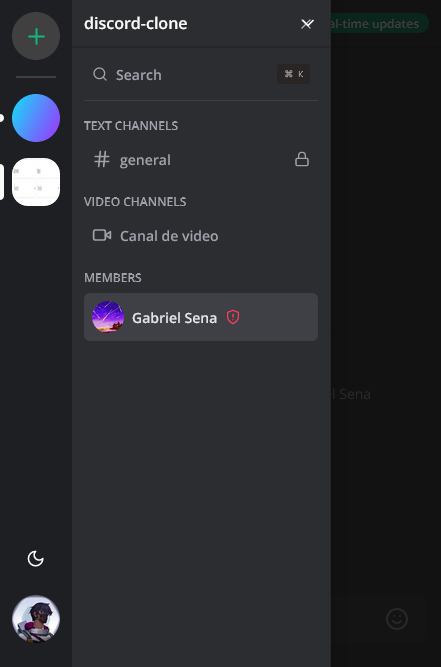 discord-clone
al-time updates
Search
⌘ K
TEXT CHANNELS
general
VIDEO CHANNELS
Canal de video
MEMBERS
Gabriel Sena
Sena